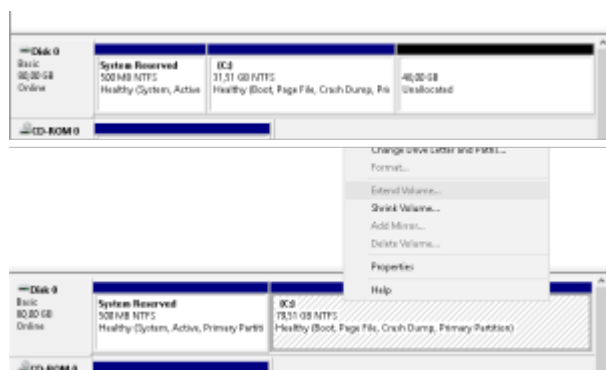 Disk 0
Basic
80,00 GB
Online
System Reserved
500 MB NTFS
Healthy (System, Active
(C:)
31,51 GB NTFS
Healthy (Boot, Page File, Crash Dump, Pri
48,00 GB
Unallocated
CD-ROM 0
Change Drive Letter and Paths...
Format...
Extend Volume...
Shrink Volume...
Add Mirror...
Delete Volume...
Properties
Help
Disk 0
Basic
80,00 GB
Online
System Reserved
500 MB NTFS
Healthy (System, Active, Primary Partiti
(C:)
79,51 GB NTFS
Healthy (Boot, Page File, Crash Dump, Primary Partition)
CD-ROM 0